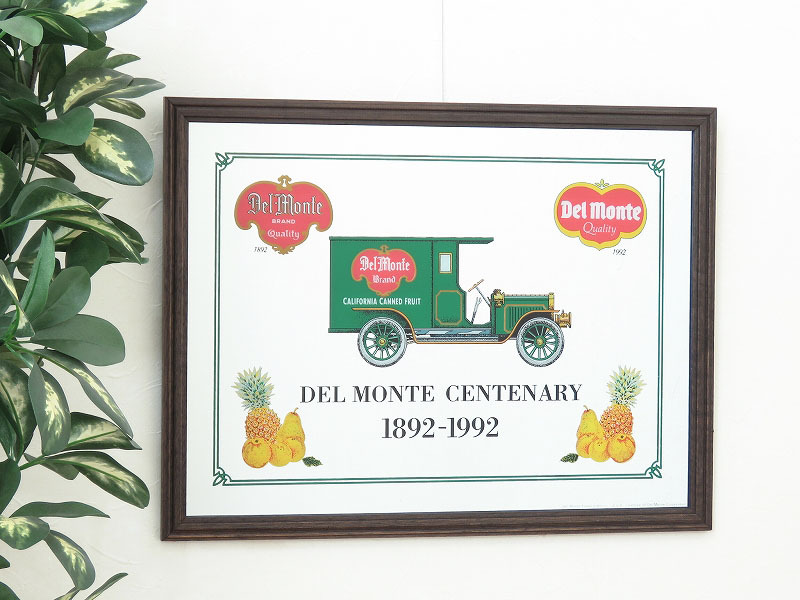 Del Monte
BRAND
Quality
1892
Del Monte
Quality
1992
Del Monte
Brand
CALIFORNIA CANNED FRUIT
DEL MONTE CENTENARY
1892-1992